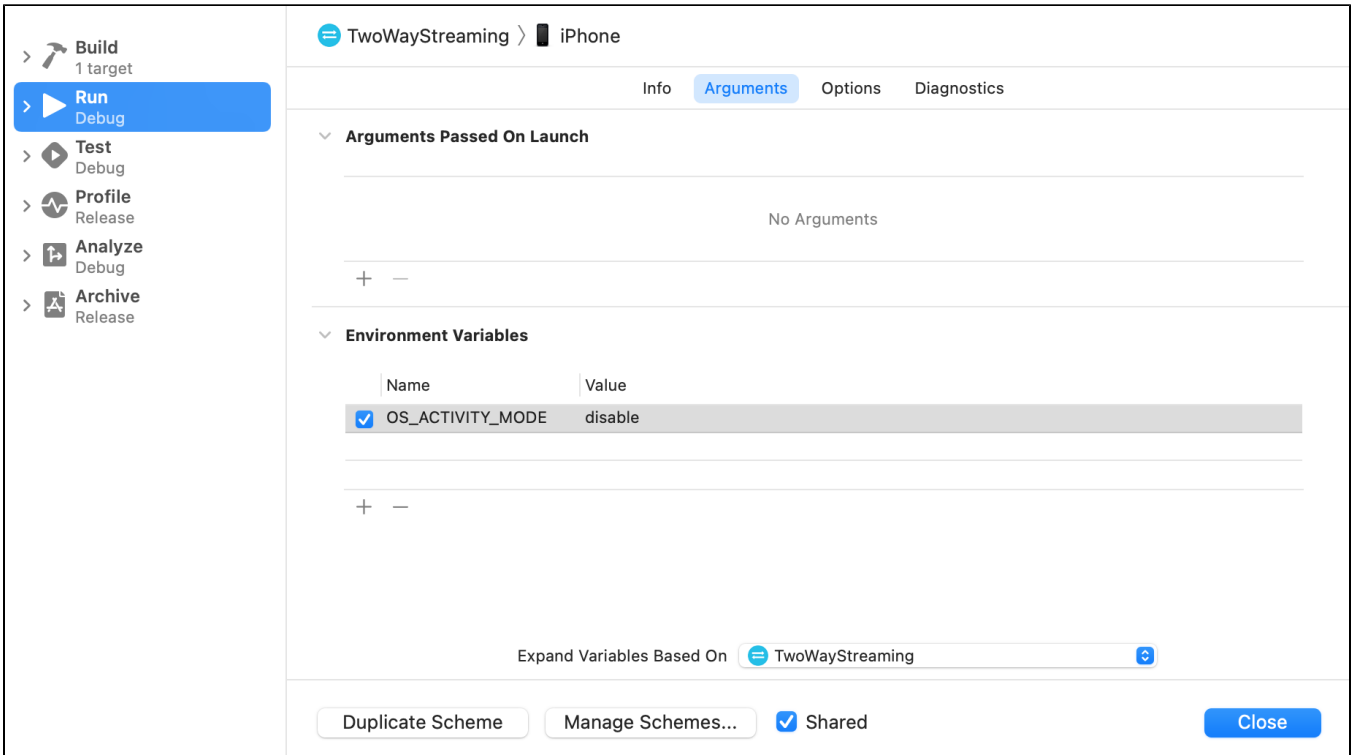 Build
1 target
Run
Debug
Test
Debug
Profile
Release
Analyze
Debug
Archive
Release
TwoWayStreaming 〉 iPhone
Info Arguments Options Diagnostics
Arguments Passed On Launch
No Arguments
Environment Variables
Name Value
OS_ACTIVITY_MODE disable
Expand Variables Based On TwoWayStreaming
Duplicate Scheme Manage Schemes... Shared Close